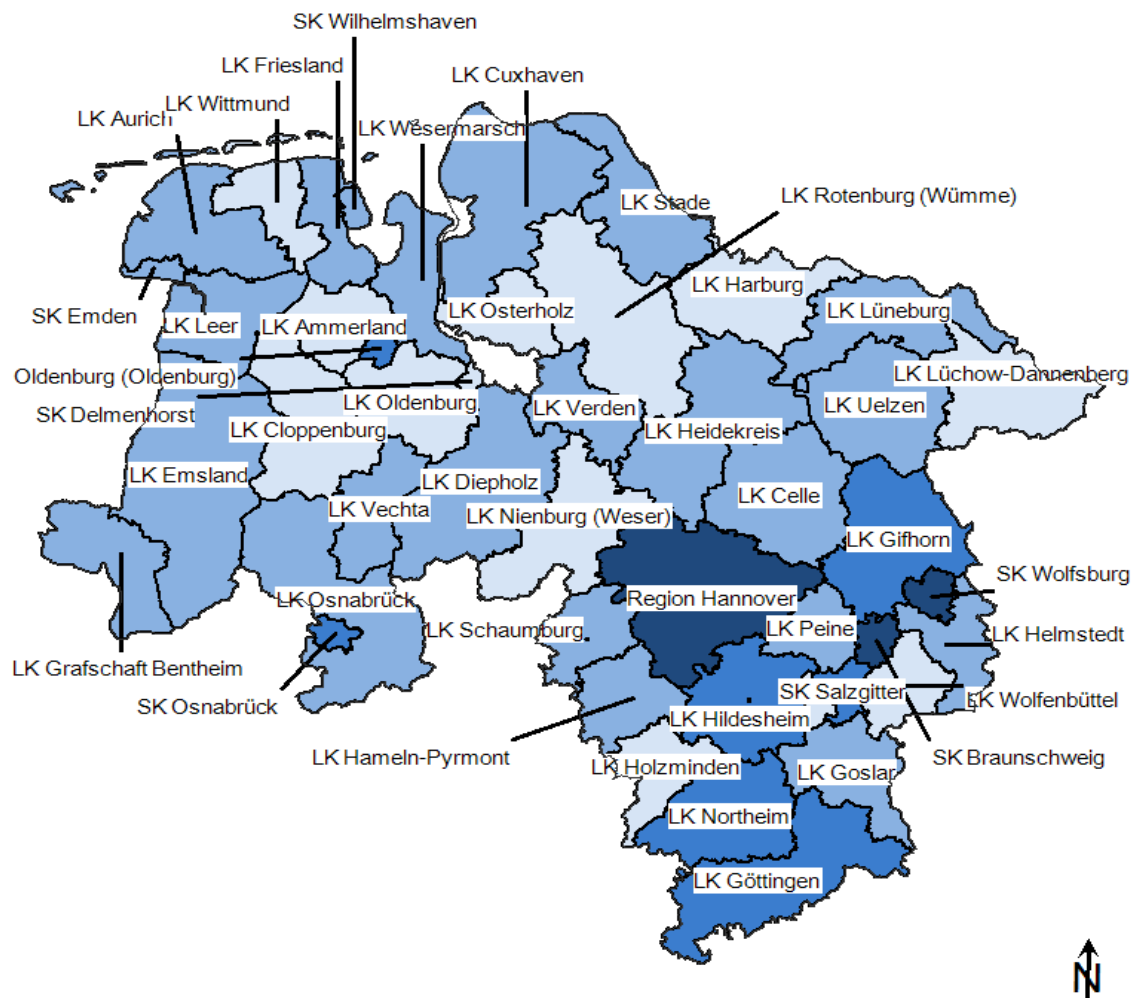 SK Wilhelmshaven
LK Friesland
LK Cuxhaven
LK Wittmund
LK Aurich
LK Wesermarsch
LK Rotenburg (Wümme)
LK Stade
LK Harburg
SK Emden
LK Osterholz
LK Lüneburg
LK Leer
LK Ammerland
Oldenburg (Oldenburg)
LK Lüchow-Dannenberg
LK Oldenburg
SK Delmenhorst
LK Verden
LK Uelzen
LK Cloppenburg
LK Heidekreis
LK Emsland
LK Diepholz
LK Celle
LK Vechta
LK Nienburg (Weser)
LK Gifhorn
SK Wolfsburg
LK Osnabrück
Region Hannover
LK Schaumburg
LK Peine
LK Helmstedt
LK Grafschaft Bentheim
SK Osnabrück
SK Salzgitter
LK Wolfenbüttel
LK Hildesheim
LK Hameln-Pyrmont
SK Braunschweig
LK Holzminden
LK Goslar
LK Northeim
LK Göttingen
N